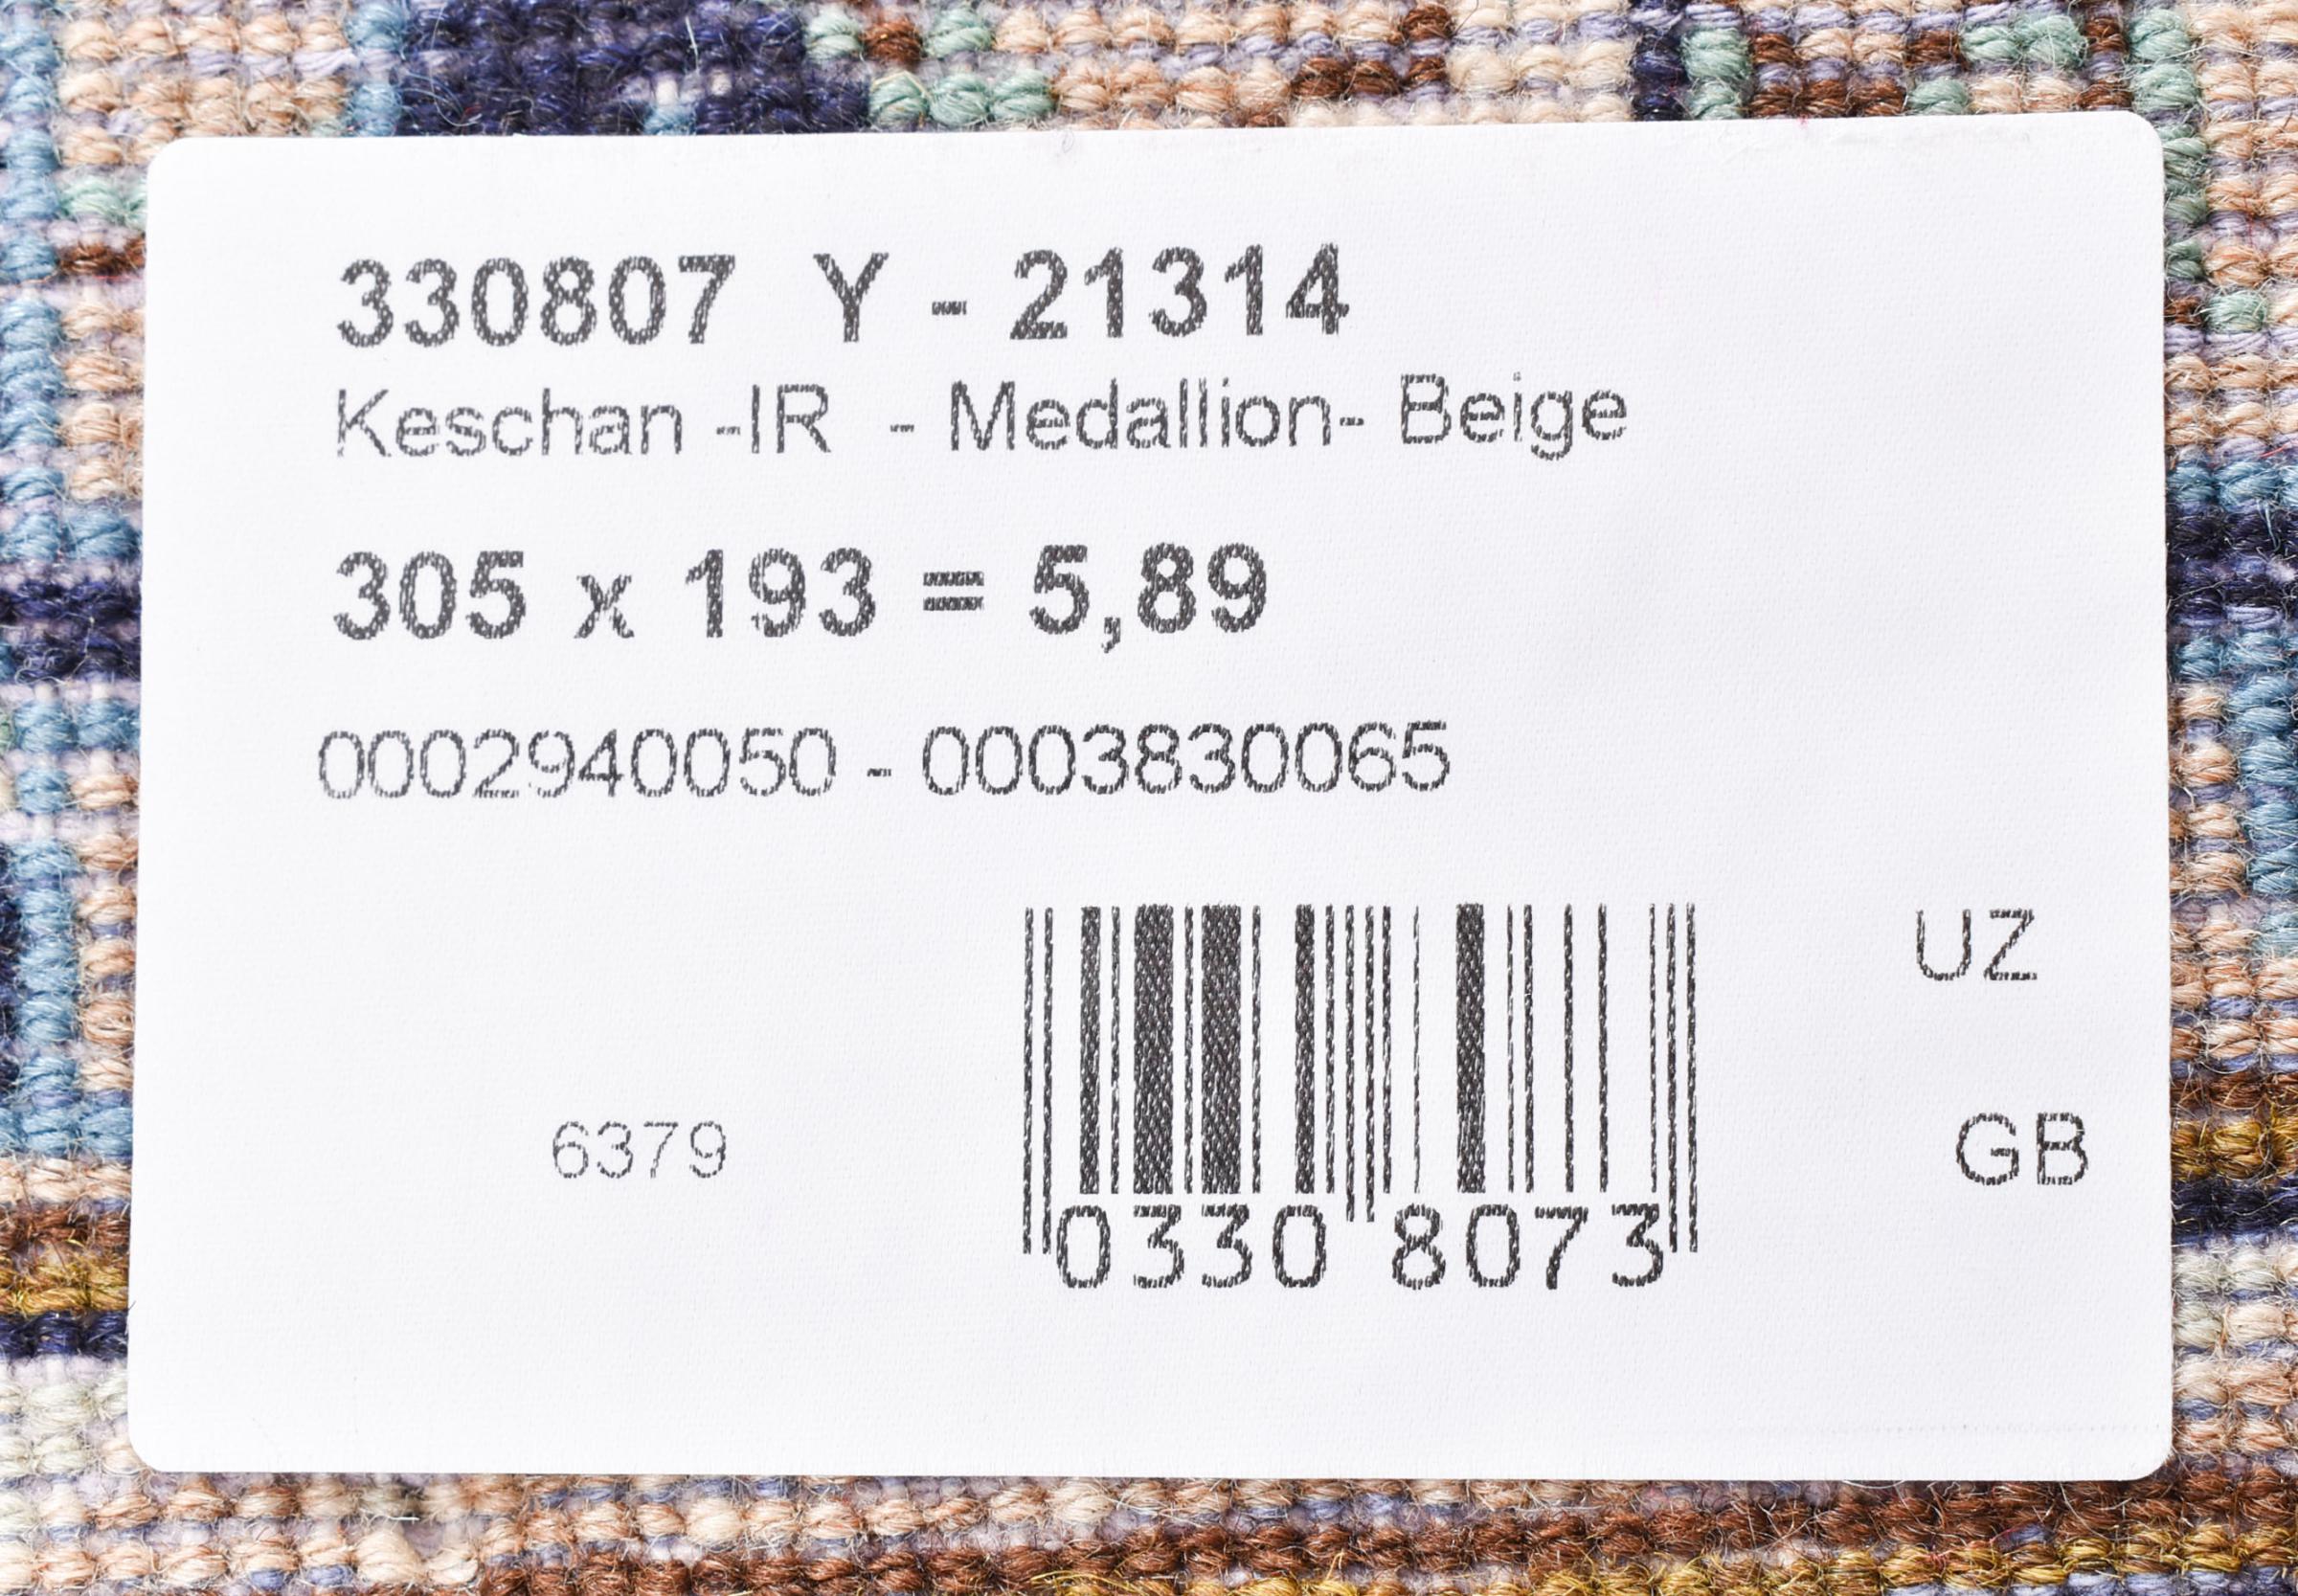 330807 Y - 21314
Keschan -IR - Medallion- Beige
305 x 193 = 5,89
0002940050 - 0003830065
UZ
6379
GB
0330 8073